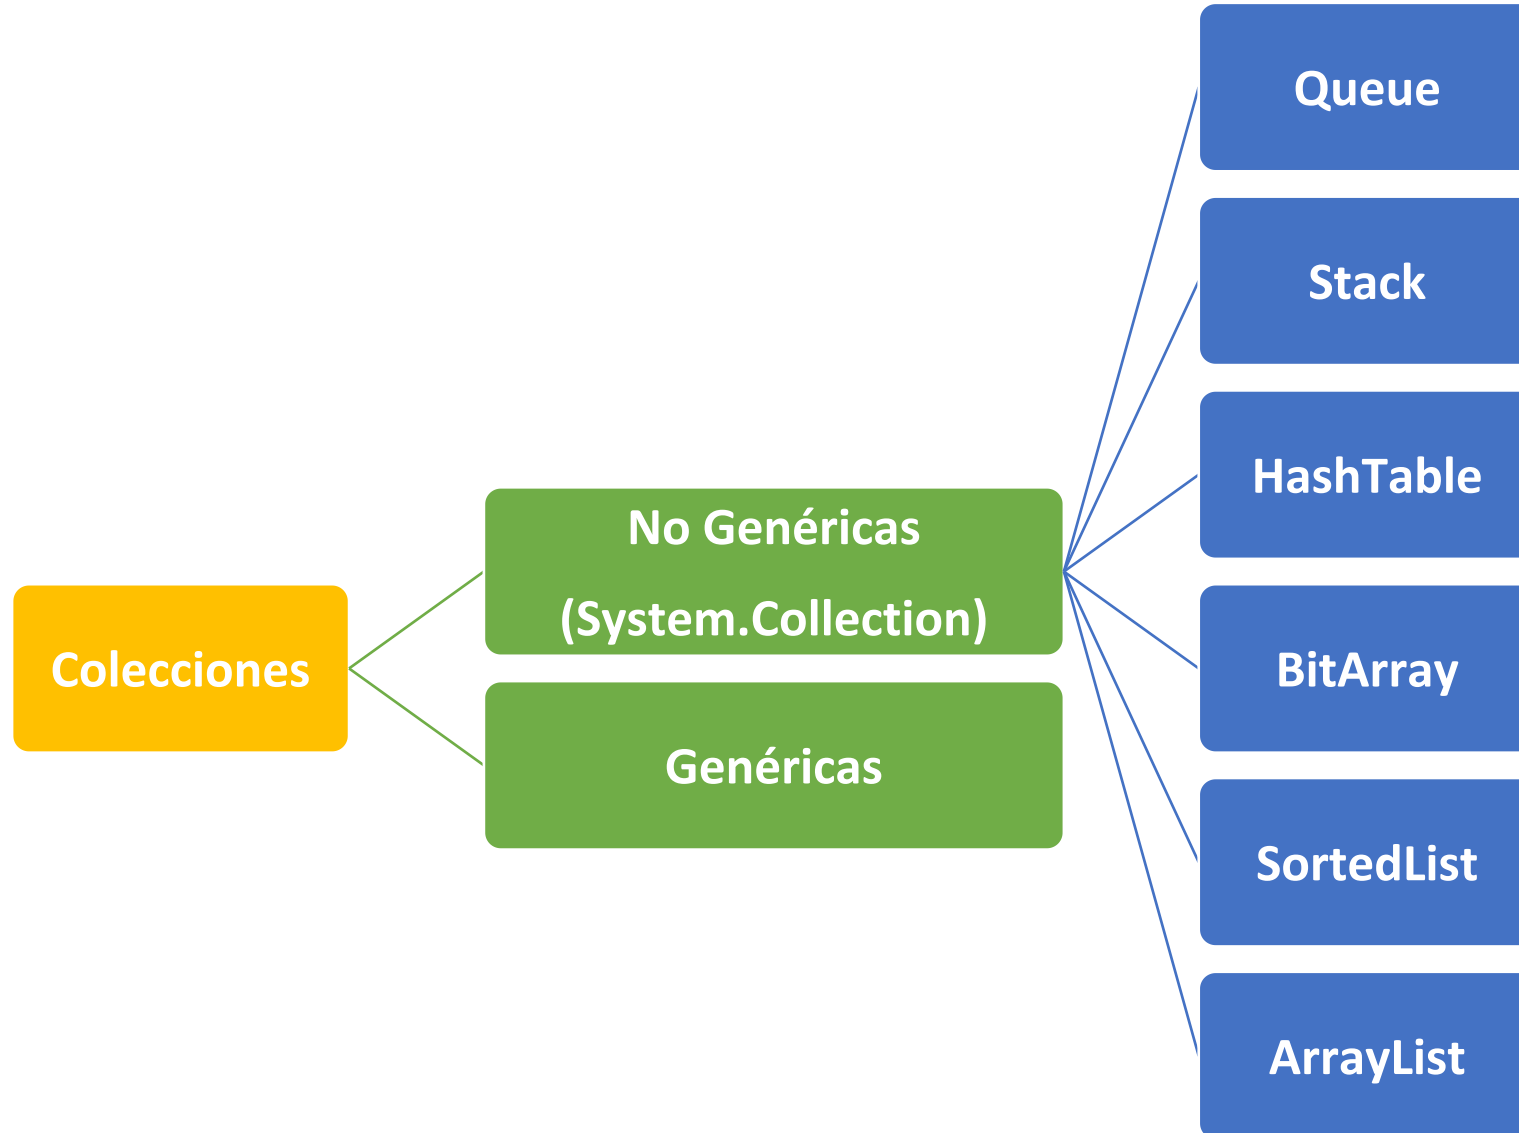 Colecciones
No Genéricas
(System.Collection)
Genéricas
Queue
Stack
HashTable
BitArray
SortedList
ArrayList